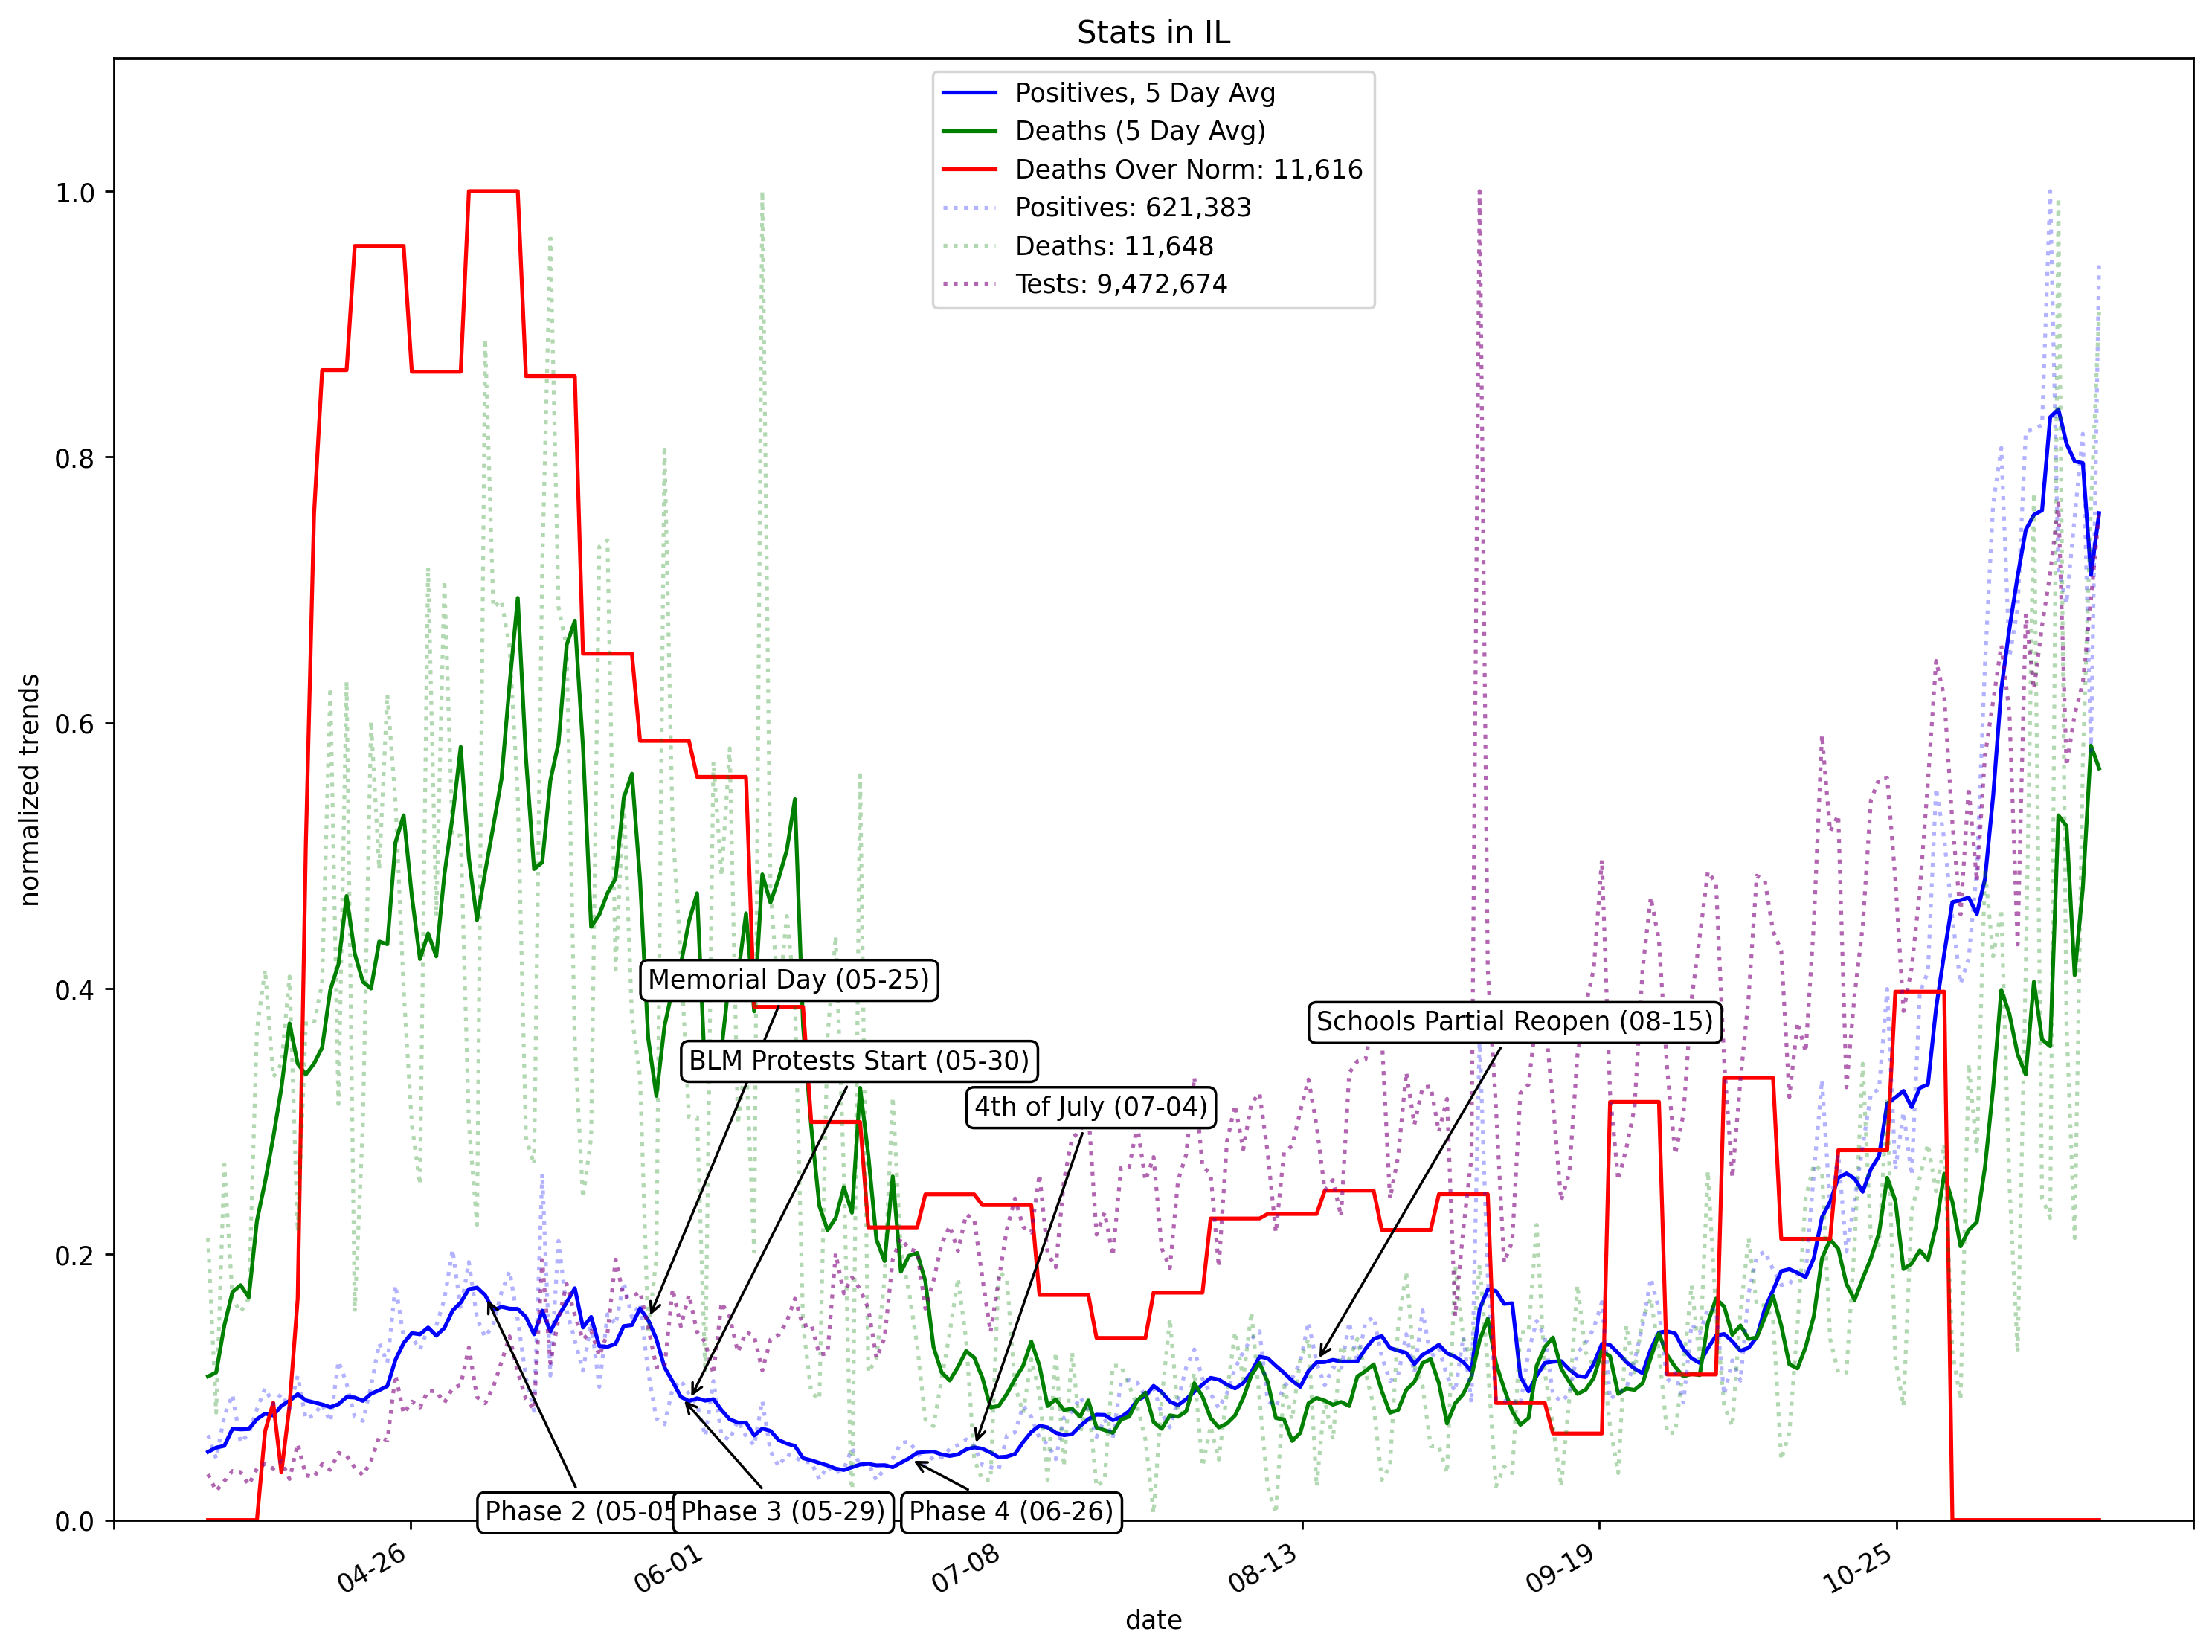 Stats in IL
Positives, 5 Day Avg
Deaths (5 Day Avg)
Deaths Over Norm: 11,616
Positives: 621,383
Deaths: 11,648
Tests: 9,472,674
1.0
0.8
0.6
0.4
0.2
0.0
normalized trends
Memorial Day (05-25)
Schools Partial Reopen (08-15)
BLM Protests Start (05-30)
4th of July (07-04)
Phase 2 (05-05
Phase 3 (05-29)
Phase 4 (06-26)
04-26
06-01
07-08
08-13
09-19
10-25
date